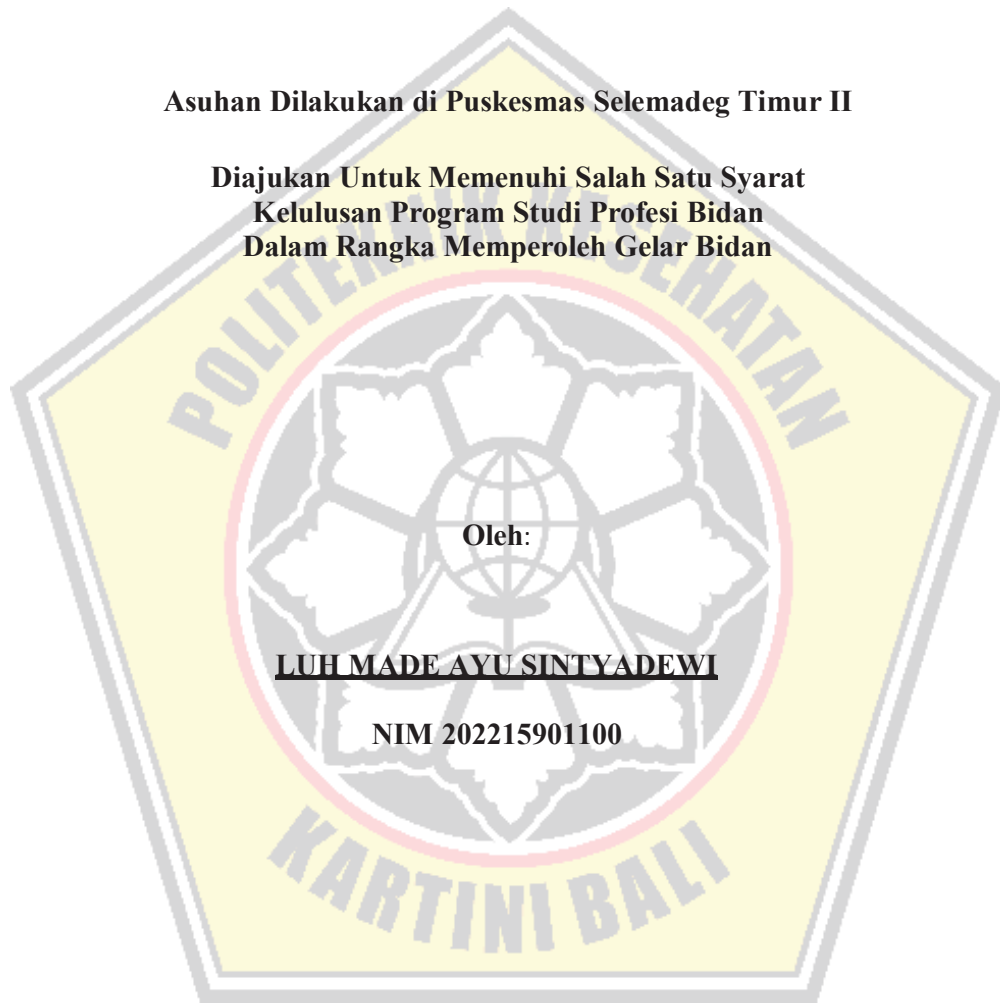 Asuhan Dilakukan di Puskesmas Selemadeg Timur II
Diajukan Untuk Memenuhi Salah Satu Syarat
Kelulusan Program Studi Profesi Bidan
Dalam Rangka Memperoleh Gelar Bidan
POLITEKNIK KESEHATAN
Oleh:
LUH MADE AYU SINTYADEWI
NIM 202215901100
KARTINI BALI